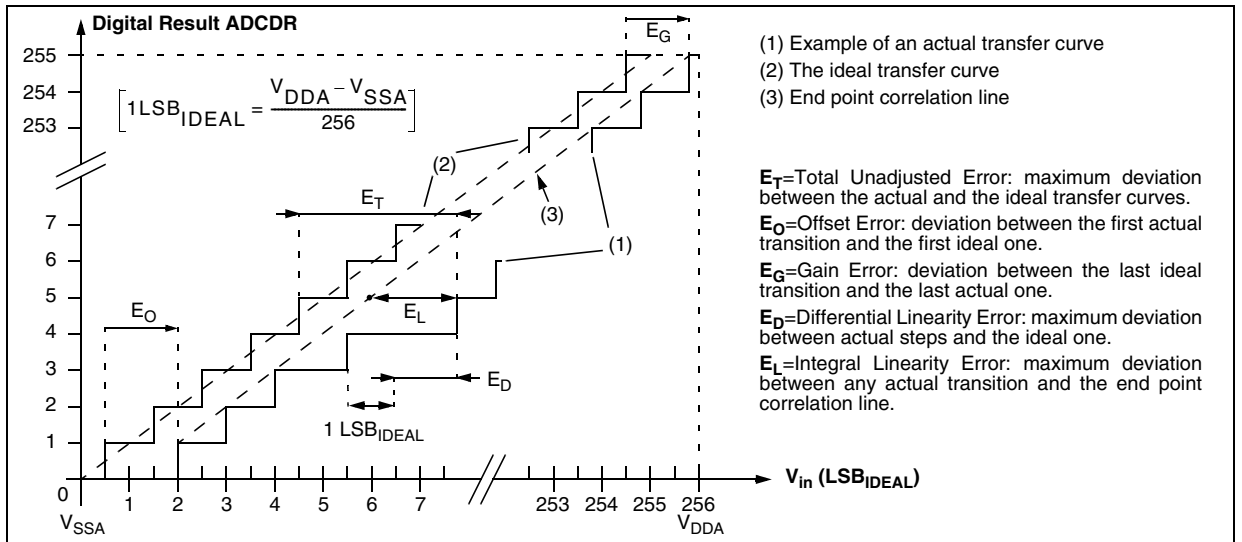 Digital Result ADCDR
E_G
255
254
253
1LSB_IDEAL = (V_DDA – V_SSA) / 256
(1) Example of an actual transfer curve
(2) The ideal transfer curve
(3) End point correlation line
E_T=Total Unadjusted Error: maximum deviation
between the actual and the ideal transfer curves.
E_O=Offset Error: deviation between the first actual
transition and the first ideal one.
E_G=Gain Error: deviation between the last ideal
transition and the last actual one.
E_D=Differential Linearity Error: maximum deviation
between actual steps and the ideal one.
E_L=Integral Linearity Error: maximum deviation
between any actual transition and the end point
correlation line.
(2)
E_T
(3)
(1)
7
6
5
4
3
2
1
E_O
E_L
E_D
1 LSB_IDEAL
0
1 2 3 4 5 6 7 253 254 255 256
V_in (LSB_IDEAL)
V_SSA
V_DDA